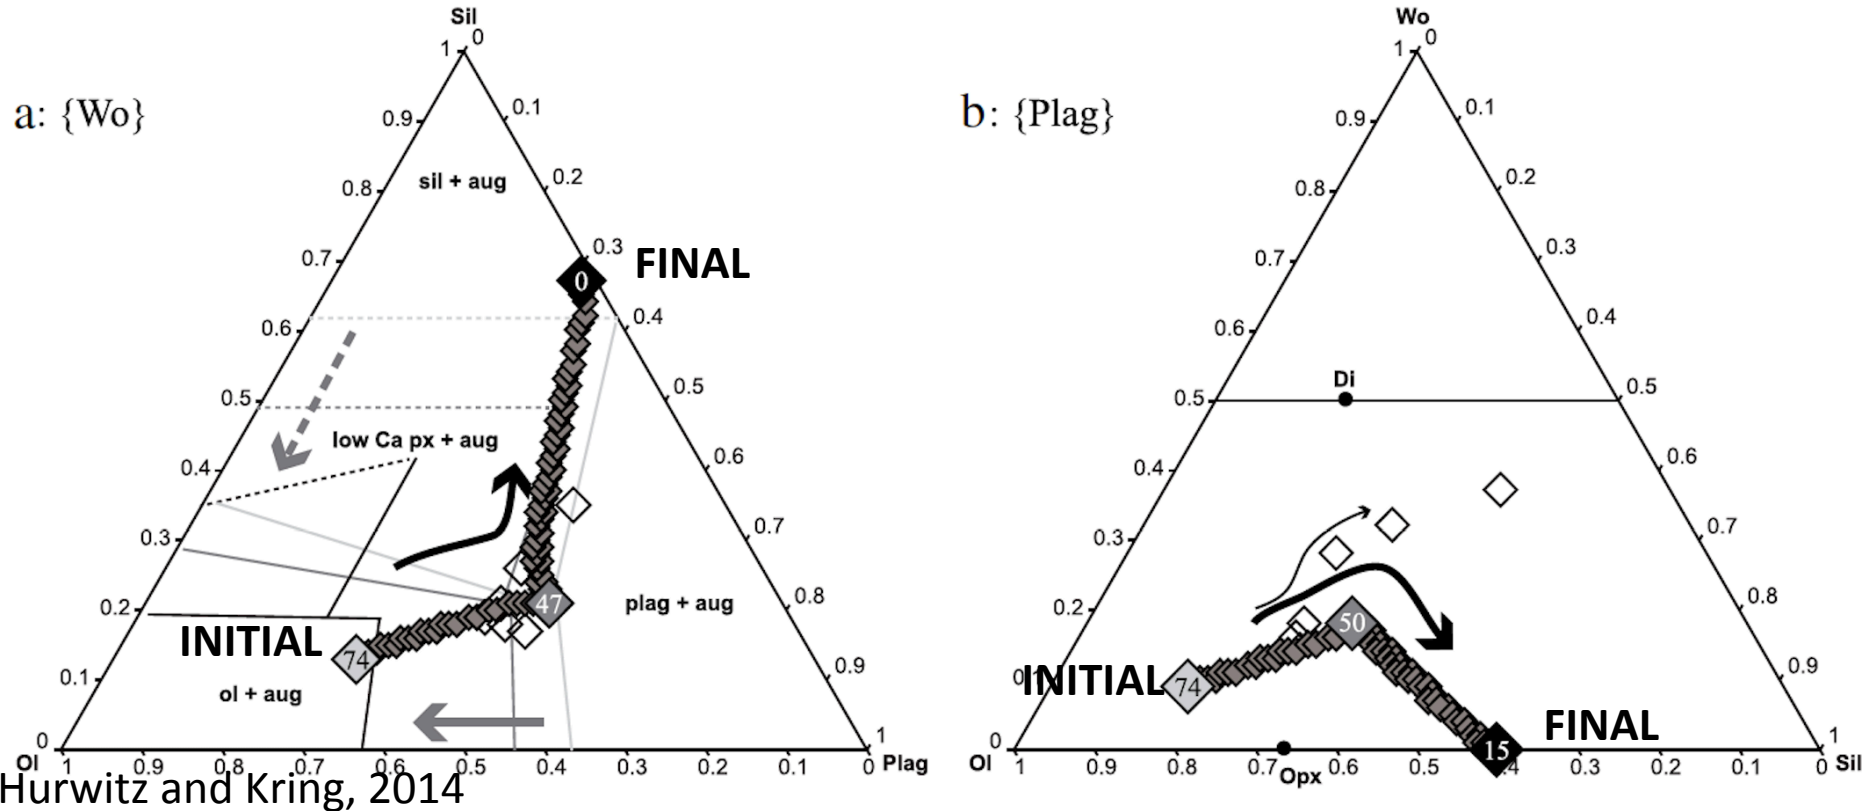 a: {Wo}
Sil
1 0
0.9 0.1
sil + aug
0.8 0.2
0.7 0.3
0 FINAL
0.6 0.4
0.5 0.5
low Ca px + aug
0.4 0.6
0.3 0.7
0.2 47 plag + aug 0.8
INITIAL
74
0.1 ol + aug 0.9
0 1
Ol 1 0.9 0.8 0.7 0.6 0.5 0.4 0.3 0.2 0.1 0 Plag
Hurwitz and Kring, 2014
b: {Plag}
Wo
1 0
0.9 0.1
0.8 0.2
0.7 0.3
0.6 0.4
Di
0.5 0.5
0.4 0.6
0.3 0.7
0.2 50 0.8
INITIAL 74 0.9
FINAL
15
0 1
Ol 1 0.9 0.8 0.7 Opx 0.6 0.5 0.3 0.2 0.1 0 Sil